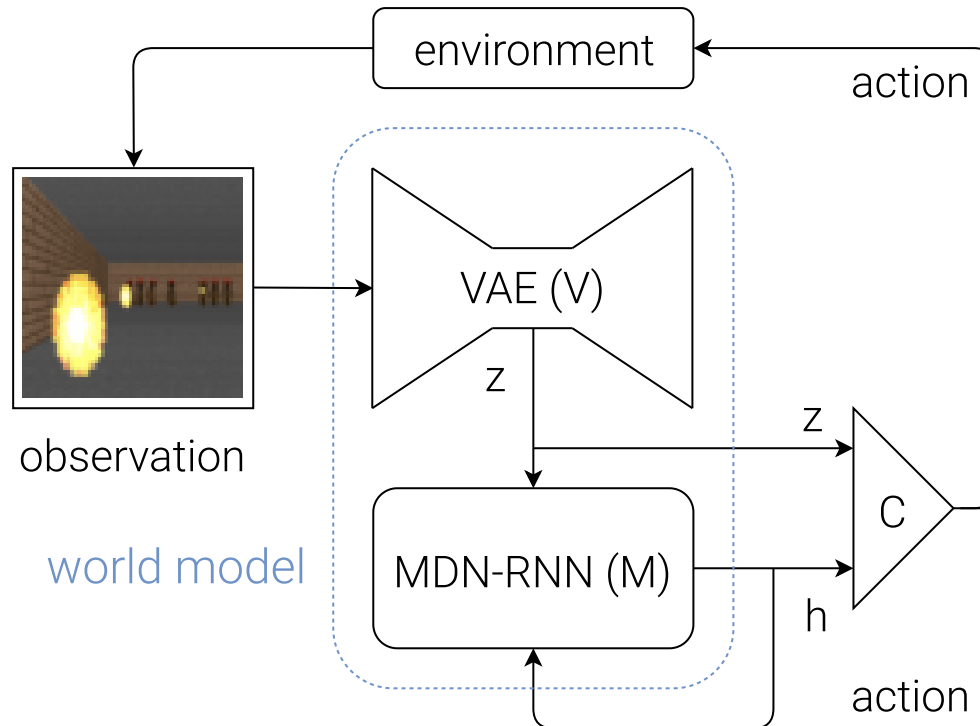 environment
action
VAE (V)
z
z
observation
C
world model
MDN-RNN (M)
h
action